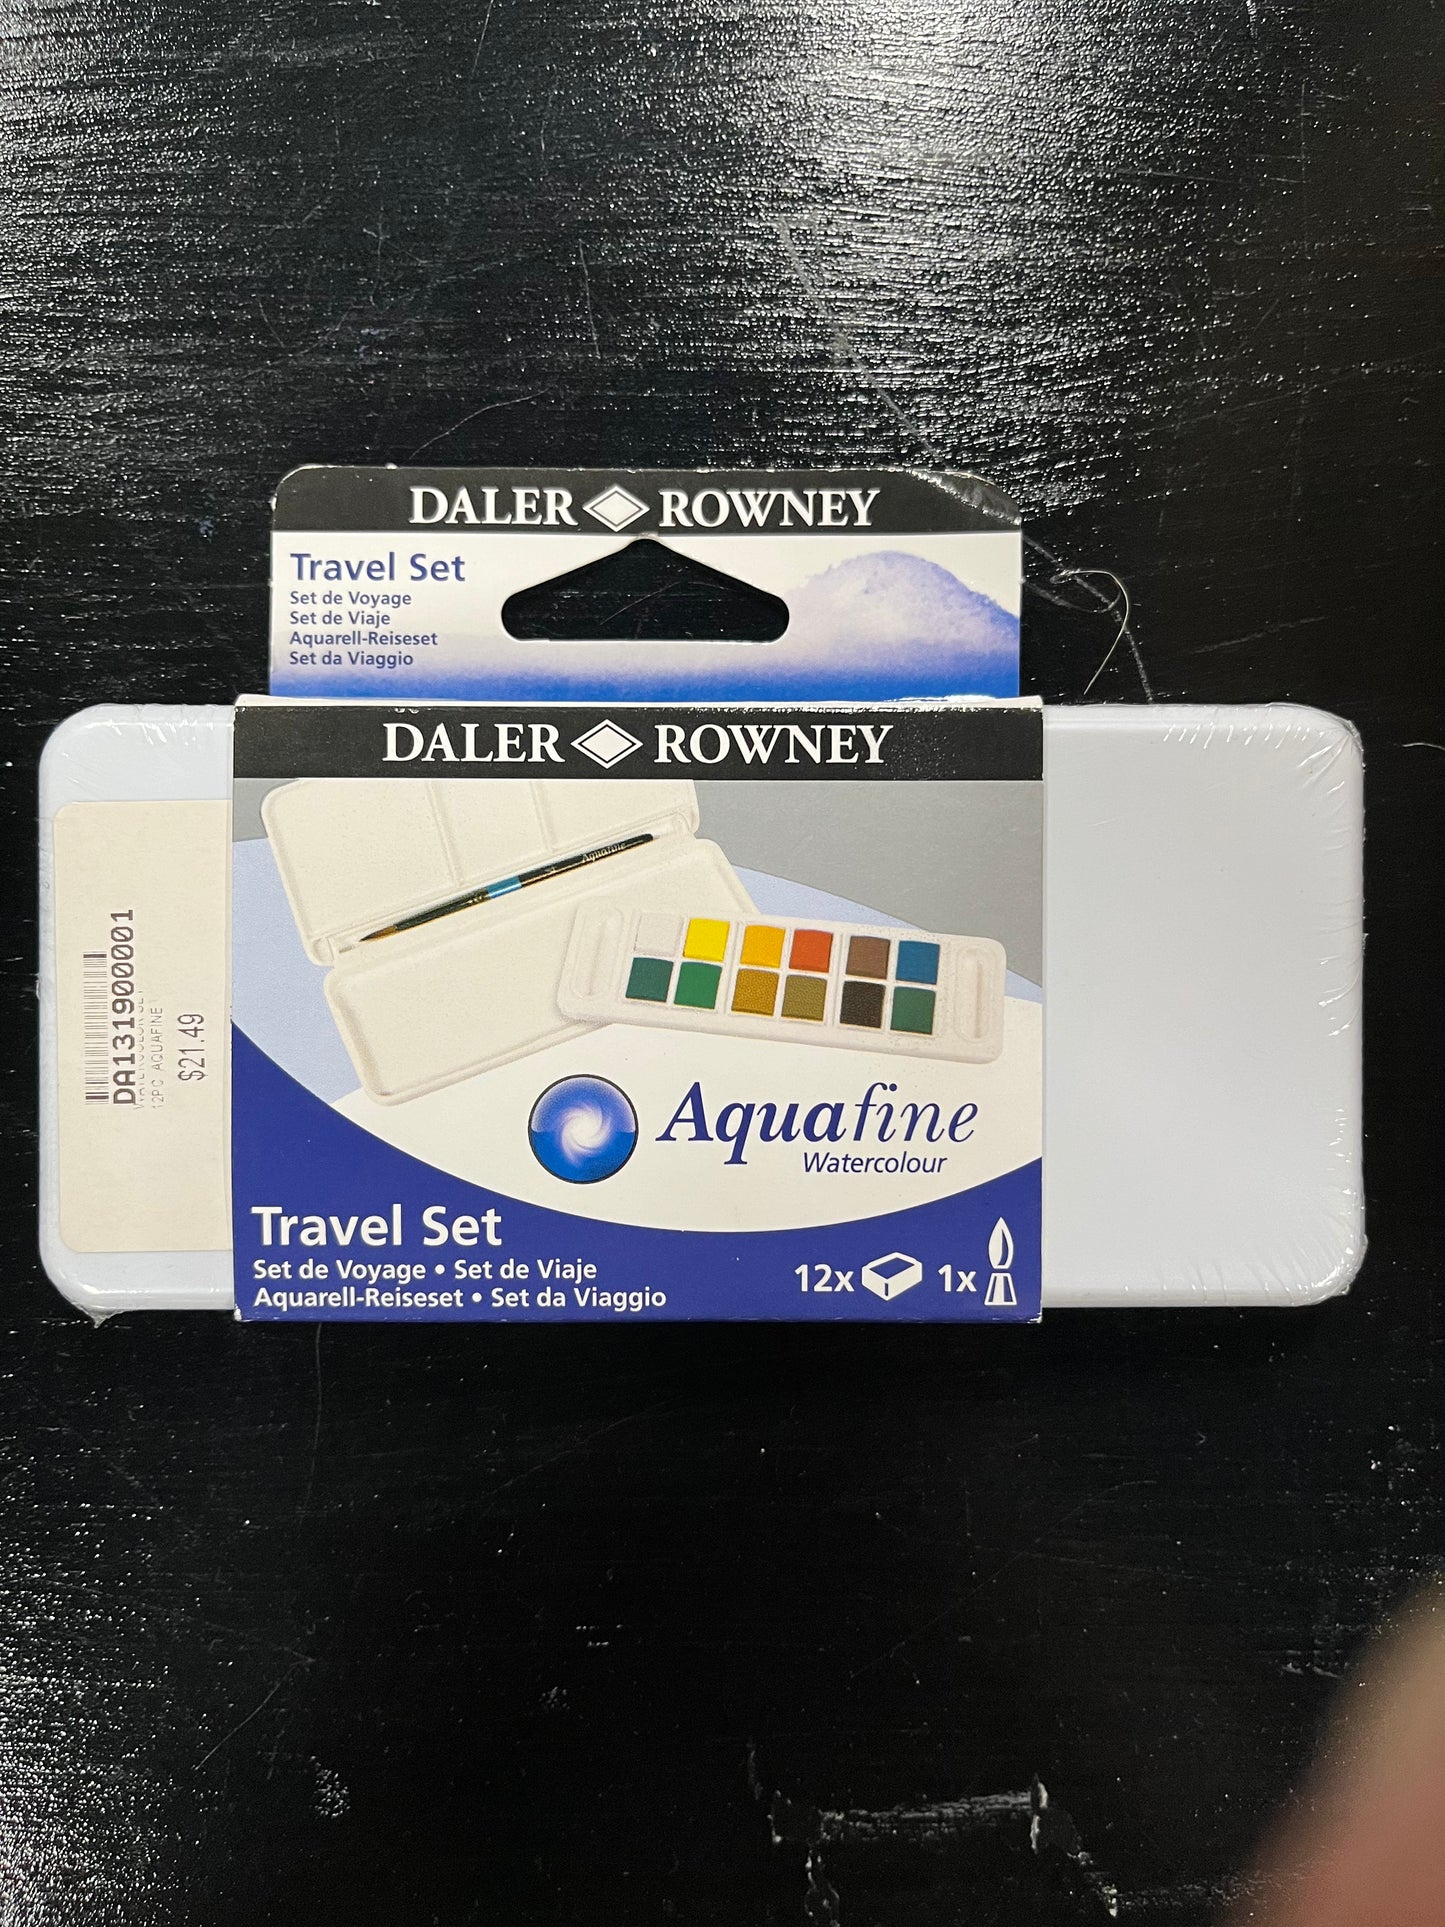 DALER ROWNEY
Travel Set
Set de Voyage
Set de Viaje
Aquarell-Reiseset
Set da Viaggio
DALER ROWNEY
Aquafine
Aquafine
Watercolour
Travel Set
Set de Voyage • Set de Viaje
Aquarell-Reiseset • Set da Viaggio
12x 1x
DA131900001
12PC AQUAFINE
$21.49